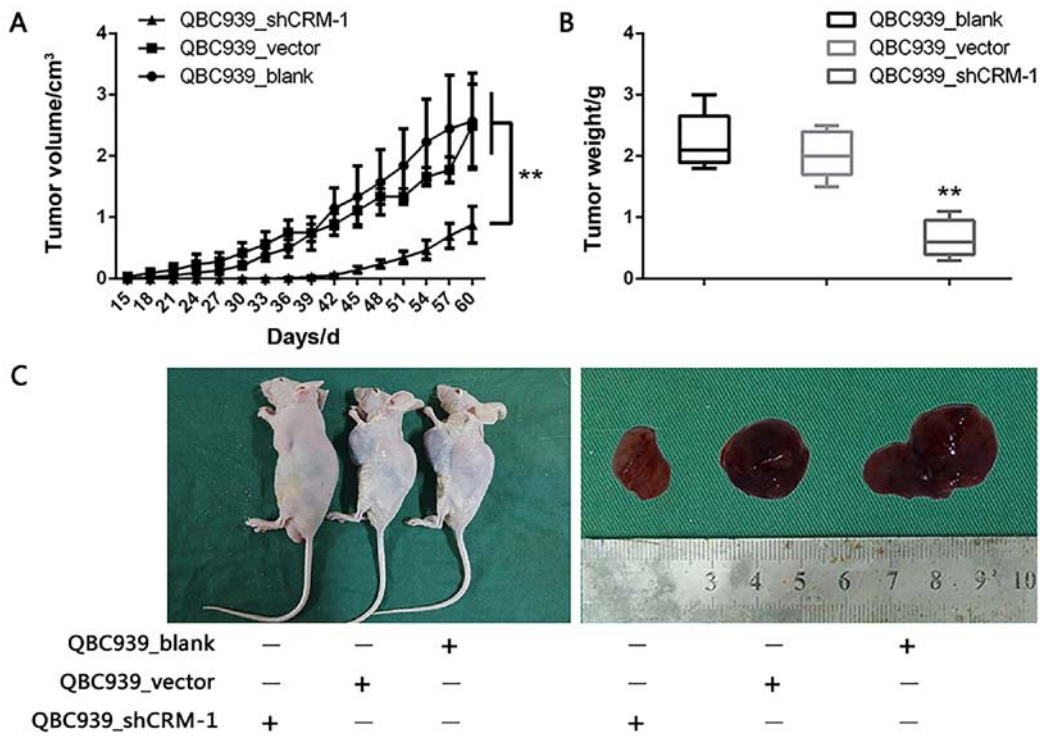 A
QBC939_shCRM-1
QBC939_vector
QBC939_blank
Tumor volume/cm³
4
3
2
1
0
15 18 21 24 27 30 33 36 39 42 45 48 51 54 57 60
Days/d
**
B
QBC939_blank
QBC939_vector
QBC939_shCRM-1
Tumor weight/g
4
3
2
1
0
**
C
3 4 5 6 7 8 9 10
QBC939_blank — — + — — +
QBC939_vector — + — — + —
QBC939_shCRM-1 + — — + — —